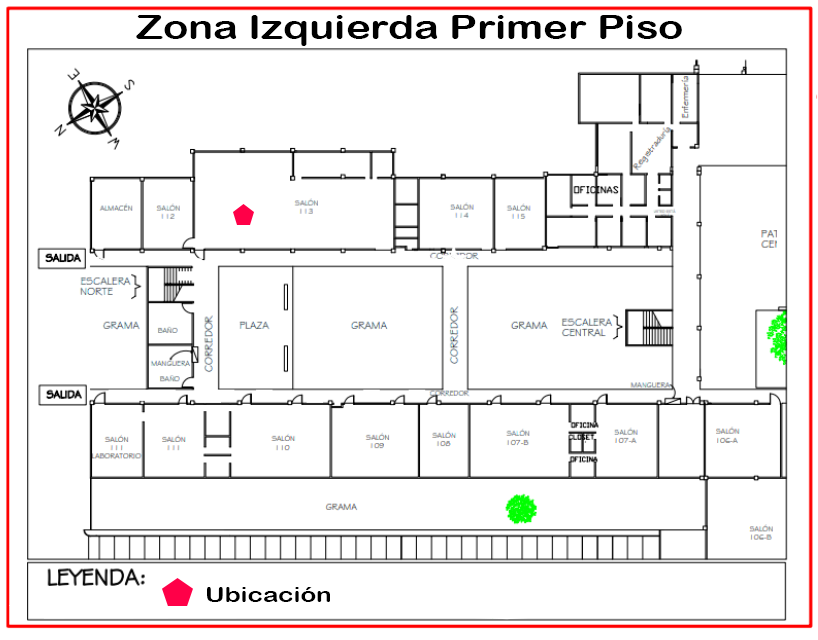 Zona Izquierda Primer Piso
E
S
N
W
Enfermería
Registraduría
ALMACÉN
SALÓN
112
SALÓN
113
SALÓN
114
SALÓN
115
OFICINAS
SALIDA
PAT
CEN
ESCALERA
NORTE
GRAMA
BAÑO
MANGUERA
BAÑO
CORREDOR
PLAZA
GRAMA
CORREDOR
GRAMA
ESCALERA
CENTRAL
MANGUERA
SALIDA
CORREDOR
SALÓN
111
LABORATORIO
SALÓN
111
SALÓN
110
SALÓN
109
SALÓN
108
SALÓN
107-B
OFICINA
CLOSET
OFICINA
SALÓN
107-A
SALÓN
106-A
GRAMA
SALÓN
106-B
LEYENDA:
Ubicación